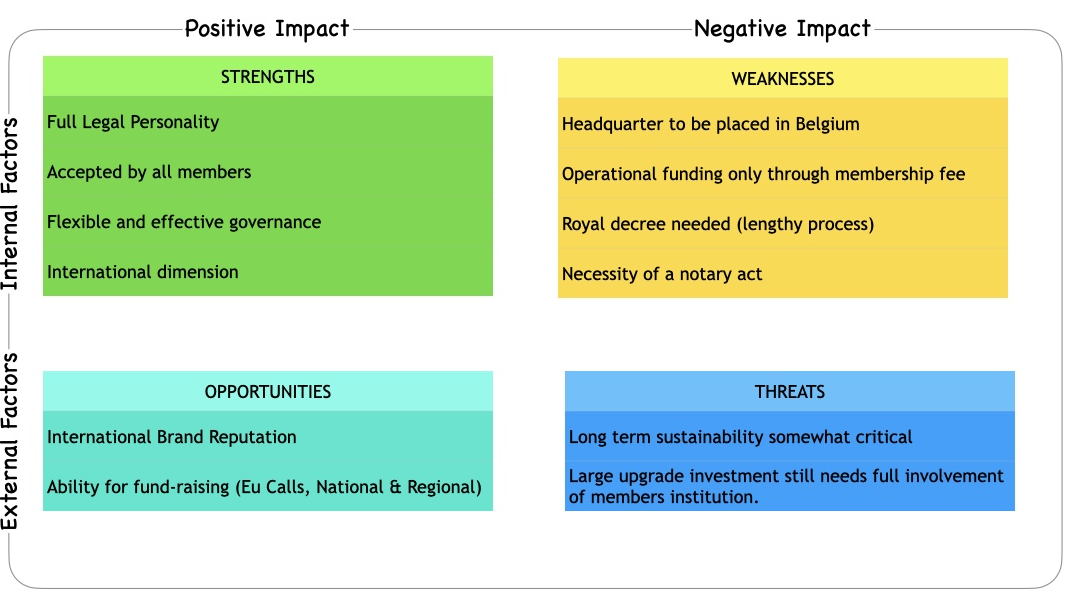 Positive Impact
Negative Impact
Internal Factors
STRENGTHS
Full Legal Personality
Accepted by all members
Flexible and effective governance
International dimension
WEAKNESSES
Headquarter to be placed in Belgium
Operational funding only through membership fee
Royal decree needed (lengthy process)
Necessity of a notary act
External Factors
OPPORTUNITIES
International Brand Reputation
Ability for fund-raising (Eu Calls, National & Regional)
THREATS
Long term sustainability somewhat critical
Large upgrade investment still needs full involvement
of members institution.